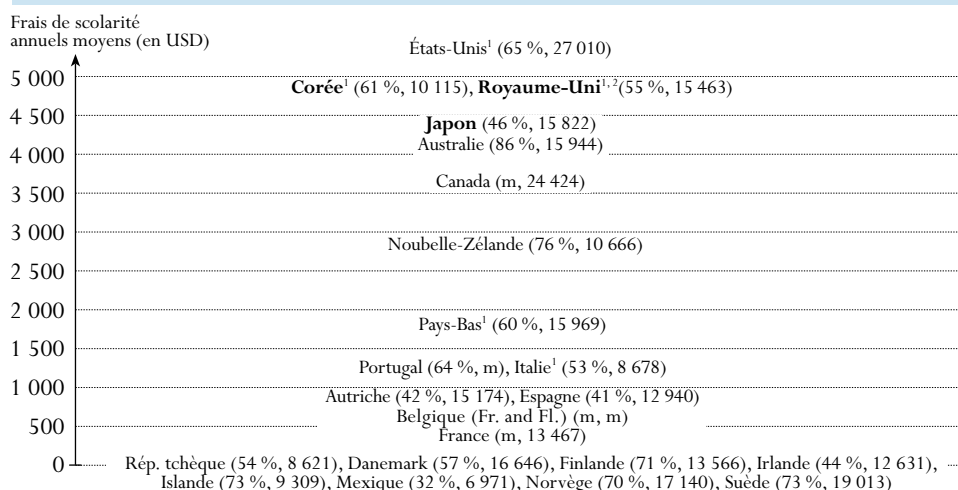 Frais de scolarité
annuels moyens (en USD)
États-Unis¹ (65 %, 27 010)
5 000
Corée¹ (61 %, 10 115), Royaume-Uni¹,²(55 %, 15 463)
4 500
Japon (46 %, 15 822)
Australie (86 %, 15 944)
4 000
Canada (m, 24 424)
3 500
3 000
Noubelle-Zélande (76 %, 10 666)
2 500
2 000
Pays-Bas¹ (60 %, 15 969)
1 500
Portugal (64 %, m), Italie¹ (53 %, 8 678)
1 000
Autriche (42 %, 15 174), Espagne (41 %, 12 940)
Belgique (Fr. and Fl.) (m, m)
500
France (m, 13 467)
0
Rép. tchèque (54 %, 8 621), Danemark (57 %, 16 646), Finlande (71 %, 13 566), Irlande (44 %, 12 631),
Islande (73 %, 9 309), Mexique (32 %, 6 971), Norvège (70 %, 17 140), Suède (73 %, 19 013)